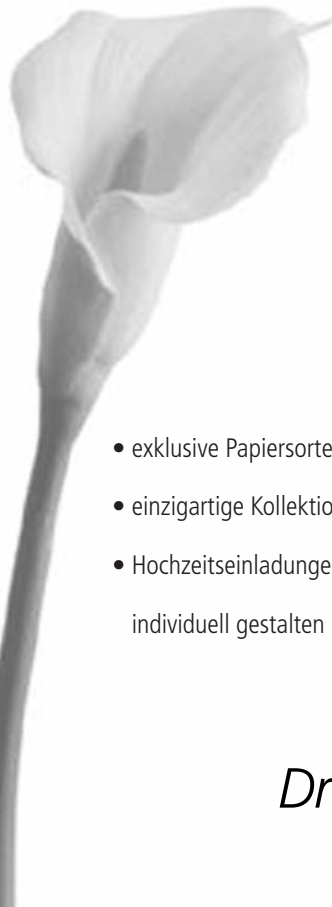 • exklusive Papiersorte
• einzigartige Kollektio
• Hochzeitseinladunge
individuell gestalten
Dr